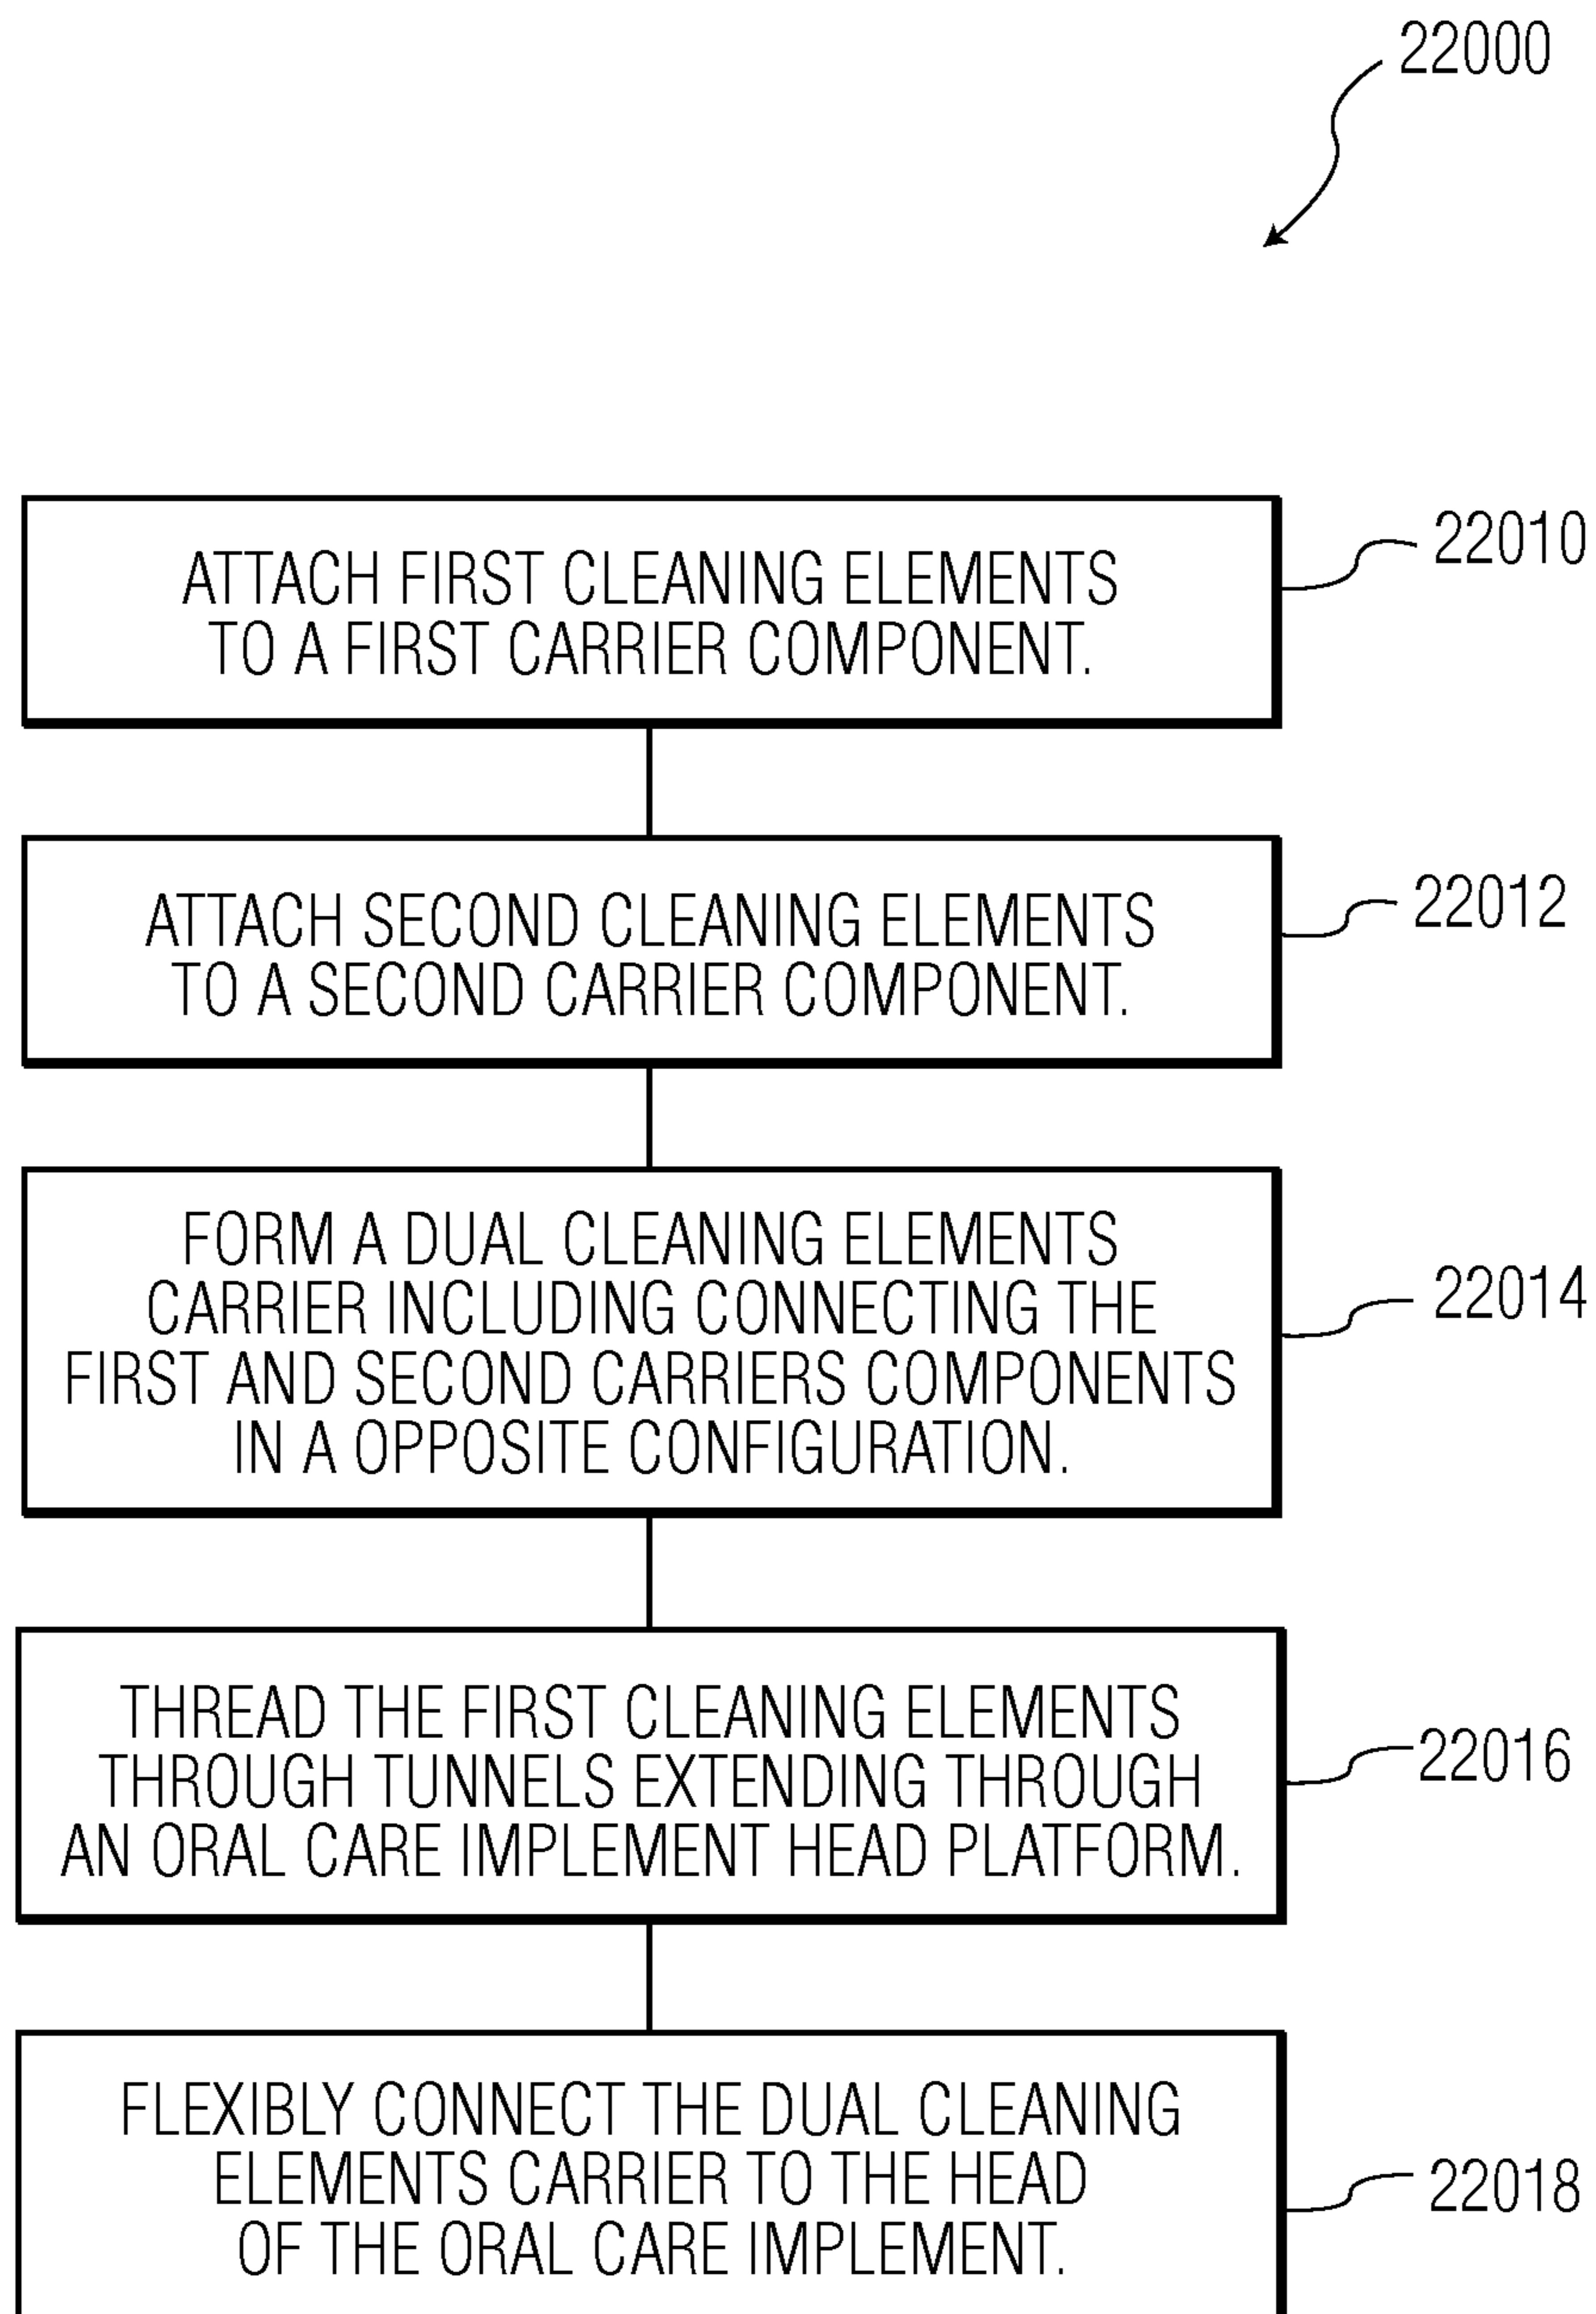 22000
ATTACH FIRST CLEANING ELEMENTS
TO A FIRST CARRIER COMPONENT.
22010
ATTACH SECOND CLEANING ELEMENTS
TO A SECOND CARRIER COMPONENT.
22012
FORM A DUAL CLEANING ELEMENTS
CARRIER INCLUDING CONNECTING THE
FIRST AND SECOND CARRIERS COMPONENTS
IN A OPPOSITE CONFIGURATION.
22014
THREAD THE FIRST CLEANING ELEMENTS
THROUGH TUNNELS EXTENDING THROUGH
AN ORAL CARE IMPLEMENT HEAD PLATFORM.
22016
FLEXIBLY CONNECT THE DUAL CLEANING
ELEMENTS CARRIER TO THE HEAD
OF THE ORAL CARE IMPLEMENT.
22018